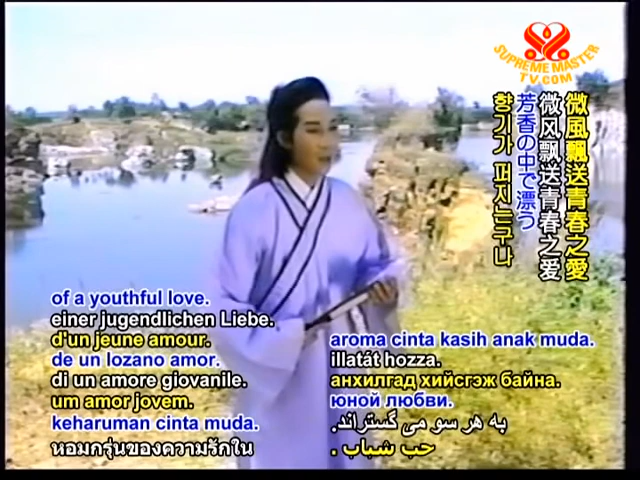 SUPREME MASTER
TV.COM
微風飄送青春之愛
微风飘送青春之爱
芳香の中で漂う
향기가 퍼지는구나
of a youthful love.
einer jugendlichen Liebe.
d'un jeune amour.
de un lozano amor.
di un amore giovanile.
um amor jovem.
keharuman cinta muda.
หอมกรุ่นของความรักใน
aroma cinta kasih anak muda.
illatát hozza.
анхилгад хийсгэж байна.
юной любви.
به هر سو می گستراند.
حب شباب .